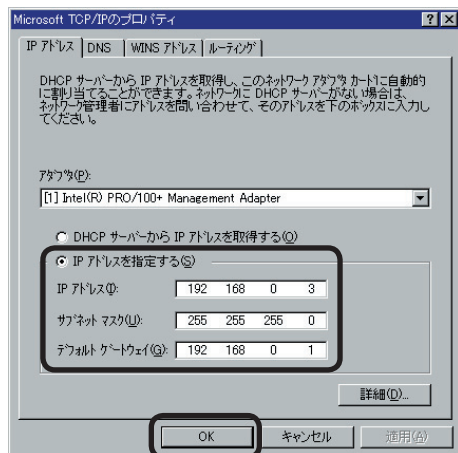 Microsoft TCP/IPのプロパティ
IP アドレス DNS WINS アドレス ルーティング
DHCP サーバーから IP アドレスを取得し、このネットワーク アダプタ カードに自動的
に割り当てることができます。ネットワークに DHCP サーバーがない場合は、
ネットワーク管理者にアドレスを問い合わせて、そのアドレスを下のボックスに入力し
てください。
アダプタ(P):
[1] Intel(R) PRO/100+ Management Adapter
DHCP サーバーから IP アドレスを取得する(O)
IP アドレスを指定する(S)
IP アドレス(I): 192 168 0 3
サブネット マスク(U): 255 255 255 0
デフォルト ゲートウェイ(G): 192 168 0 1
詳細(D)...
OK キャンセル 適用(A)